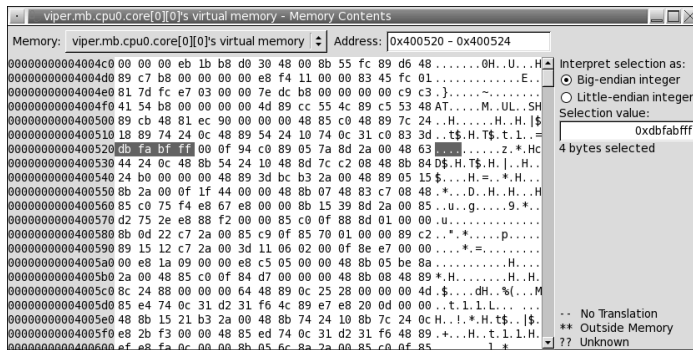 viper.mb.cpu0.core[0][0]'s virtual memory - Memory Contents
Memory: viper.mb.cpu0.core[0][0]'s virtual memory Address: 0x400520 – 0x400524
00000000004004c0 00 00 00 eb 1b b8 d0 30 48 00 8b 55 fc 89 d6 48 .......0H..U...H
00000000004004d0 89 c7 b8 00 00 00 00 e8 f4 11 00 00 83 45 fc 01 .............E..
00000000004004e0 81 7d fc e7 03 00 00 7e dc b8 00 00 00 00 c9 c3 .}.....~........
00000000004004f0 41 54 b8 00 00 00 00 4d 89 cc 55 4c 89 c5 53 48 AT.....M..UL..SH
0000000000400500 89 cb 48 81 ec 90 00 00 00 48 85 c0 48 89 7c 24 ..H......H..H.|$
0000000000400510 18 89 74 24 0c 48 89 54 24 10 74 0c 31 c0 83 3d ..t$.H.T$.t.1..=
0000000000400520 db fa bf ff 00 0f 94 c0 89 05 7a 8d 2a 00 48 63 ..........z.*.Hc
0000000000400530 44 24 0c 48 8b 54 24 10 48 8d 7c c2 08 48 8b 84 D$.H.T$.H.|..H..
0000000000400540 24 b0 00 00 00 48 89 3d bc b3 2a 00 48 89 05 15 $....H.=..*.H...
0000000000400550 8b 2a 00 0f 1f 44 00 00 48 8b 07 48 83 c7 08 48 .*...D..H..H...H
0000000000400560 85 c0 75 f4 e8 67 e8 00 00 8b 15 39 8d 2a 00 85 ..u..g.....9.*..
0000000000400570 d2 75 2e e8 88 f2 00 00 85 c0 0f 88 8d 01 00 00 .u..............
0000000000400580 8b 0d 22 c7 2a 00 85 c9 0f 85 70 01 00 00 89 c2 ..".*.....p.....
0000000000400590 89 15 12 c7 2a 00 3d 11 06 02 00 0f 8e e7 00 00 ....*.=.........
00000000004005a0 00 e8 1a 09 00 00 e8 c5 05 00 00 48 8b 05 be 8a ...........H....
00000000004005b0 2a 00 48 85 c0 0f 84 d7 00 00 00 48 8b 08 48 89 *.H........H..H.
00000000004005c0 8c 24 88 00 00 00 64 48 89 0c 25 28 00 00 00 4d .$....dH..%(...M
00000000004005d0 85 e4 74 0c 31 d2 31 f6 4c 89 e7 e8 20 0d 00 00 ..t.1.1.L... ...
00000000004005e0 48 8b 15 21 b3 2a 00 48 8b 74 24 10 8b 7c 24 0c H..!.*.H.t$..|$.
00000000004005f0 e8 2b f3 00 00 48 85 ed 74 0c 31 d2 31 f6 48 89 .+...H..t.1.1.H.
0000000000400600 ef e8 fa 0c 00 00 8b 05 6c 8a 2a 00 85 c0 0f 85
Interpret selection as:
Big-endian integer
Little-endian integer
Selection value:
0xdbfabfff
4 bytes selected
-- No Translation
** Outside Memory
?? Unknown